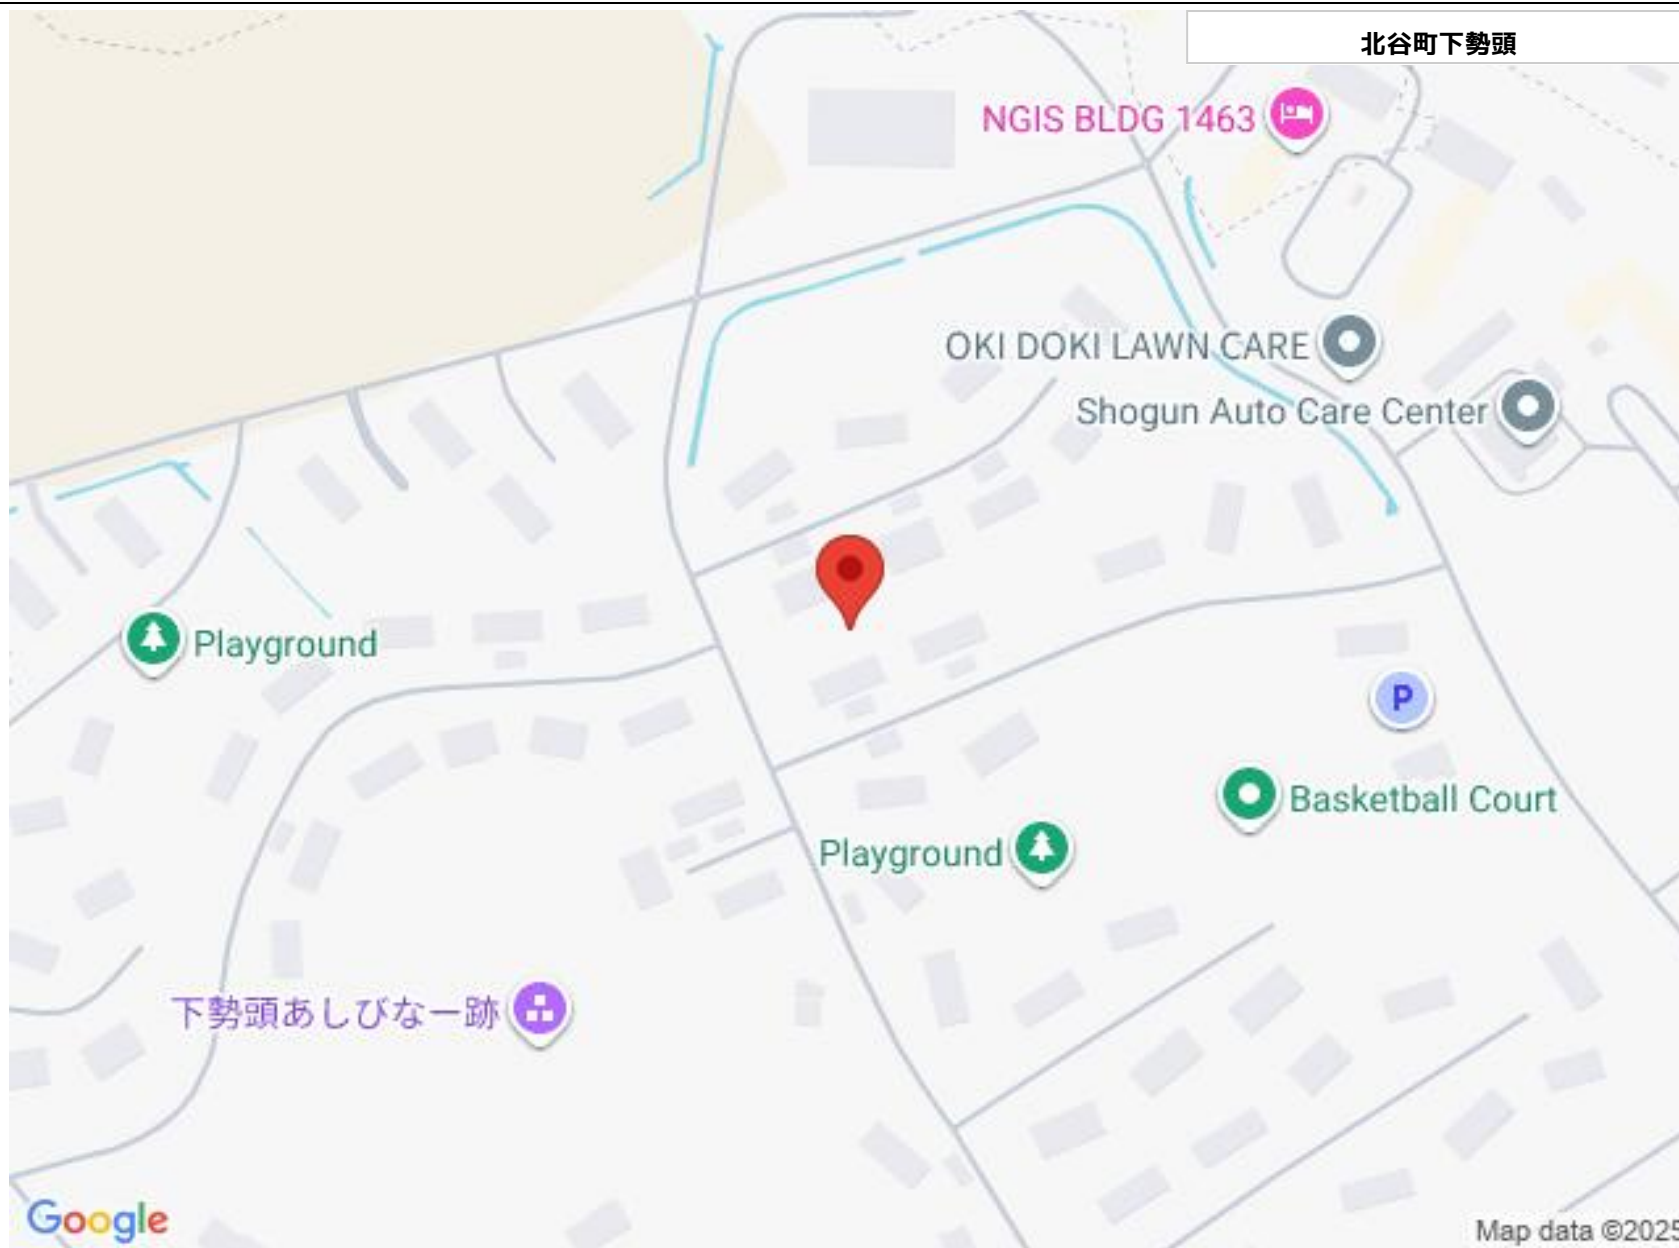 北谷町下勢頭
NGIS BLDG 1463
OKI DOKI LAWN CARE
Shogun Auto Care Center
Playground
P
Basketball Court
Playground
下勢頭あしびなー跡
Google
Map data ©2025